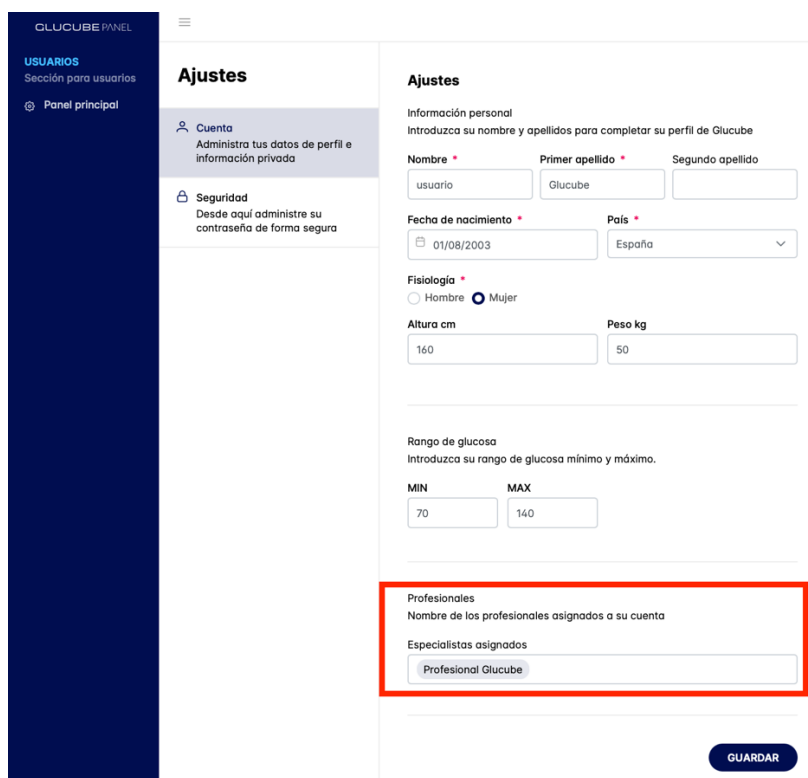 GLUCUBE PANEL
USUARIOS
Sección para usuarios
Panel principal
Ajustes
Cuenta
Administra tus datos de perfil e
información privada
Seguridad
Desde aquí administre su
contraseña de forma segura
Ajustes
Información personal
Introduzca su nombre y apellidos para completar su perfil de Glucube
Nombre * Primer apellido * Segundo apellido
usuario Glucube
Fecha de nacimiento * País *
01/08/2003 España
Fisiología *
Hombre Mujer
Altura cm Peso kg
160 50
Rango de glucosa
Introduzca su rango de glucosa mínimo y máximo.
MIN MAX
70 140
Profesionales
Nombre de los profesionales asignados a su cuenta
Especialistas asignados
Profesional Glucube
GUARDAR